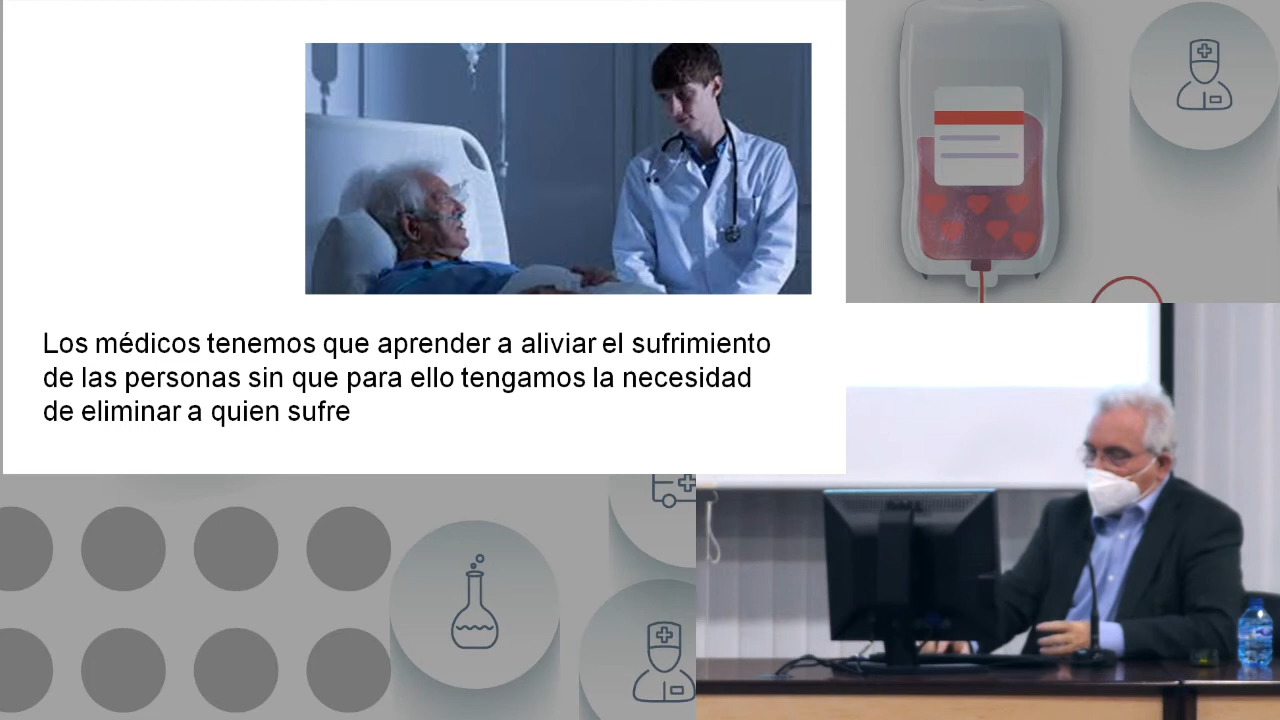 Los médicos tenemos que aprender a aliviar el sufrimiento
de las personas sin que para ello tengamos la necesidad
de eliminar a quien sufre